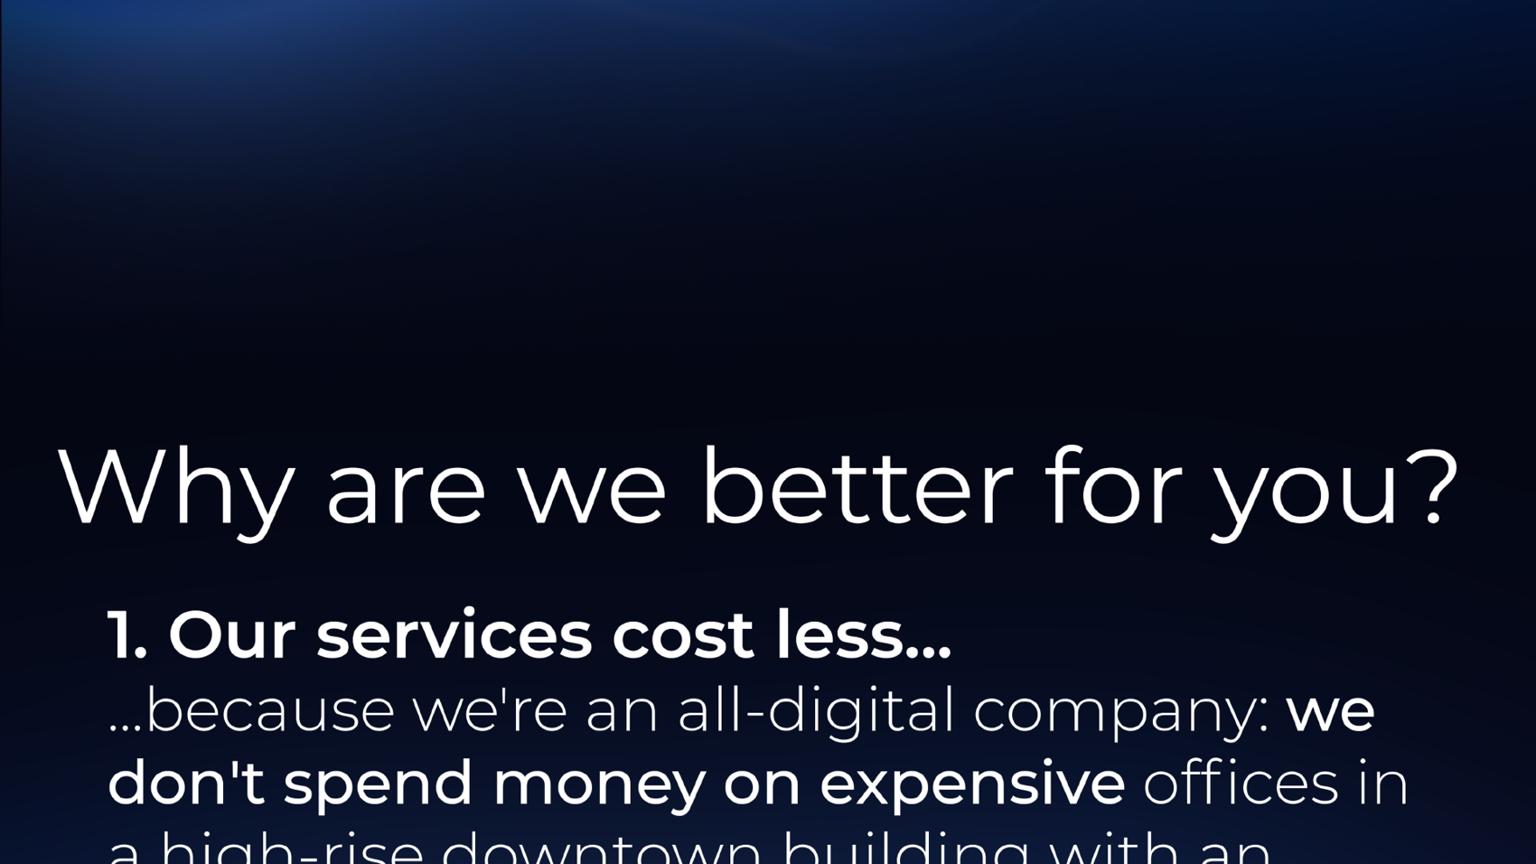 Why are we better for you?
1. Our services cost less...
...because we're an all-digital company: we
don't spend money on expensive offices in
a high-rise downtown building with an